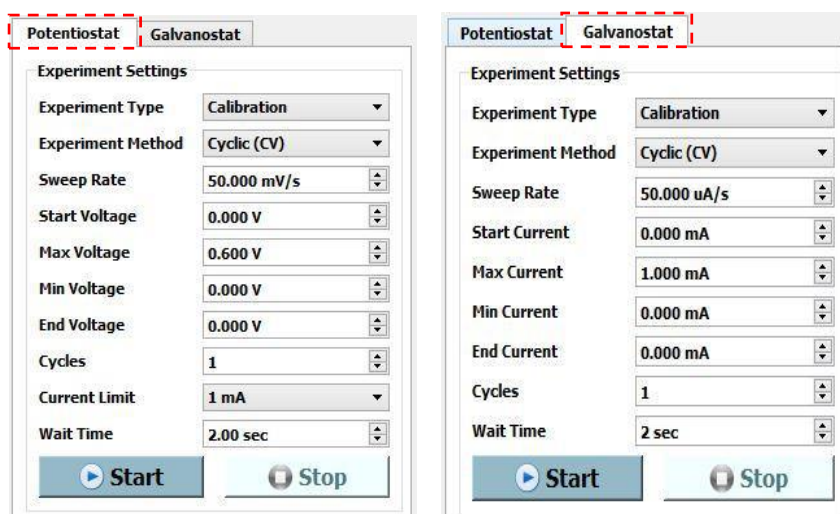 Potentiostat Galvanostat
Experiment Settings
Experiment Type Calibration
Experiment Method Cyclic (CV)
Sweep Rate 50.000 mV/s
Start Voltage 0.000 V
Max Voltage 0.600 V
Min Voltage 0.000 V
End Voltage 0.000 V
Cycles 1
Current Limit 1 mA
Wait Time 2.00 sec
Start Stop
Potentiostat Galvanostat
Experiment Settings
Experiment Type Calibration
Experiment Method Cyclic (CV)
Sweep Rate 50.000 uA/s
Start Current 0.000 mA
Max Current 1.000 mA
Min Current 0.000 mA
End Current 0.000 mA
Cycles 1
Wait Time 2 sec
Start Stop